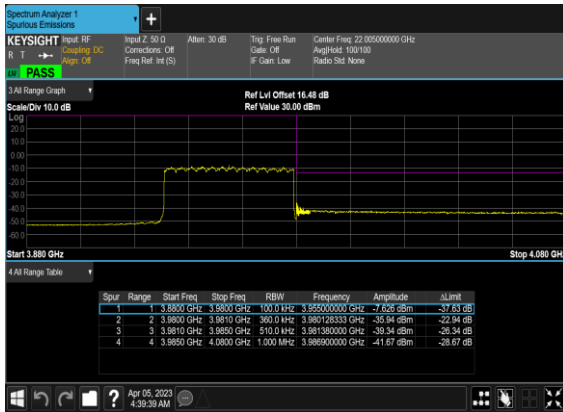 Spectrum Analyzer 1
Spurious Emissions
+
KEYSIGHT Input: RF Input Z: 50 Ω Atten: 30 dB Trig: Free Run Center Freq: 22.005000000 GHz
R T Coupling: DC Corrections: Off Gate: Off Avg|Hold: 100/100
Align: Off Freq Ref: Int (S) IF Gain: Low Radio Std: None
PASS
3 All Range Graph Ref Lvl Offset 16.48 dB
Scale/Div 10.0 dB Ref Value 30.00 dBm
Log
20.0
10.0
0.00
-10.0
-20.0
-30.0
-40.0
-50.0
-60.0
Start 3.880 GHz Stop 4.080 GH
4 All Range Table
Spur Range Start Freq Stop Freq RBW Frequency Amplitude ΔLimit
1 1 3.8800 GHz 3.9800 GHz 100.0 kHz 3.955000000 GHz -7.626 dBm -37.63 dB
2 2 3.9800 GHz 3.9810 GHz 360.0 kHz 3.980128333 GHz -35.94 dBm -22.94 dB
3 3 3.9810 GHz 3.9850 GHz 510.0 kHz 3.981380000 GHz -39.34 dBm -26.34 dB
4 4 3.9850 GHz 4.0800 GHz 1.000 MHz 3.986900000 GHz -41.67 dBm -28.67 dB
? Apr 05, 2023
4:39:39 AM